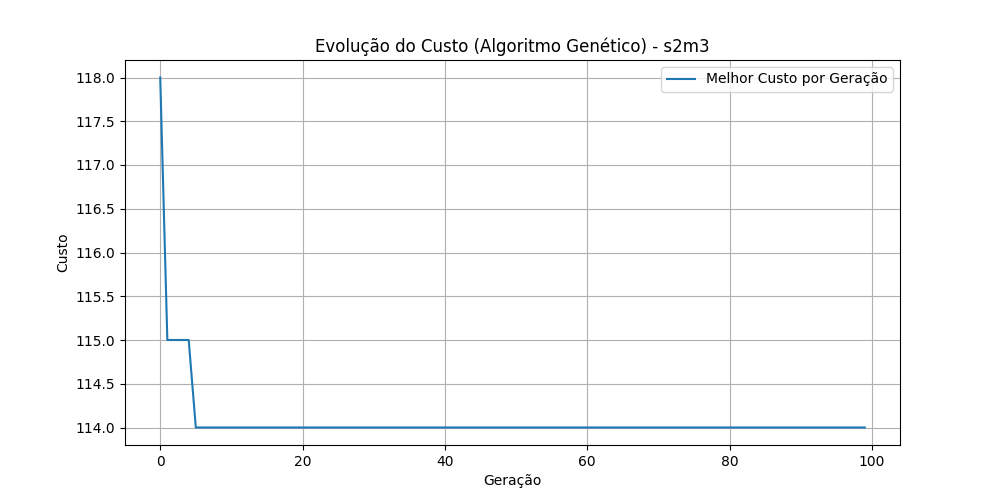 Evolução do Custo (Algoritmo Genético) - s2m3
Melhor Custo por Geração
118.0
117.5
117.0
116.5
116.0
115.5
115.0
114.5
114.0
Custo
0 20 40 60 80 100
Geração